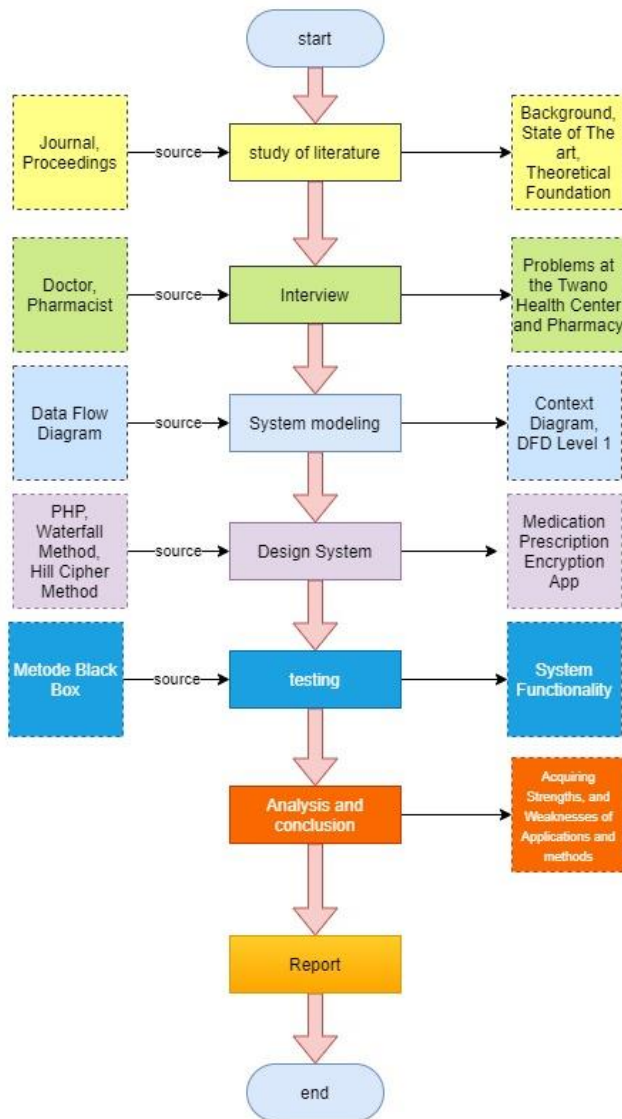 start
Journal,
Proceedings
source
study of literature
Background,
State of The
art,
Theoretical
Foundation
Doctor,
Pharmacist
source
Interview
Problems at
the Twano
Health Center
and Pharmacy
Data Flow
Diagram
source
System modeling
Context
Diagram,
DFD Level 1
PHP,
Waterfall
Method,
Hill Cipher
Method
source
Design System
Medication
Prescription
Encryption
App
Metode Black
Box
source
testing
System
Functionality
Analysis and
conclusion
Acquiring
Strengths, and
Weaknesses of
Applications and
methods
Report
end